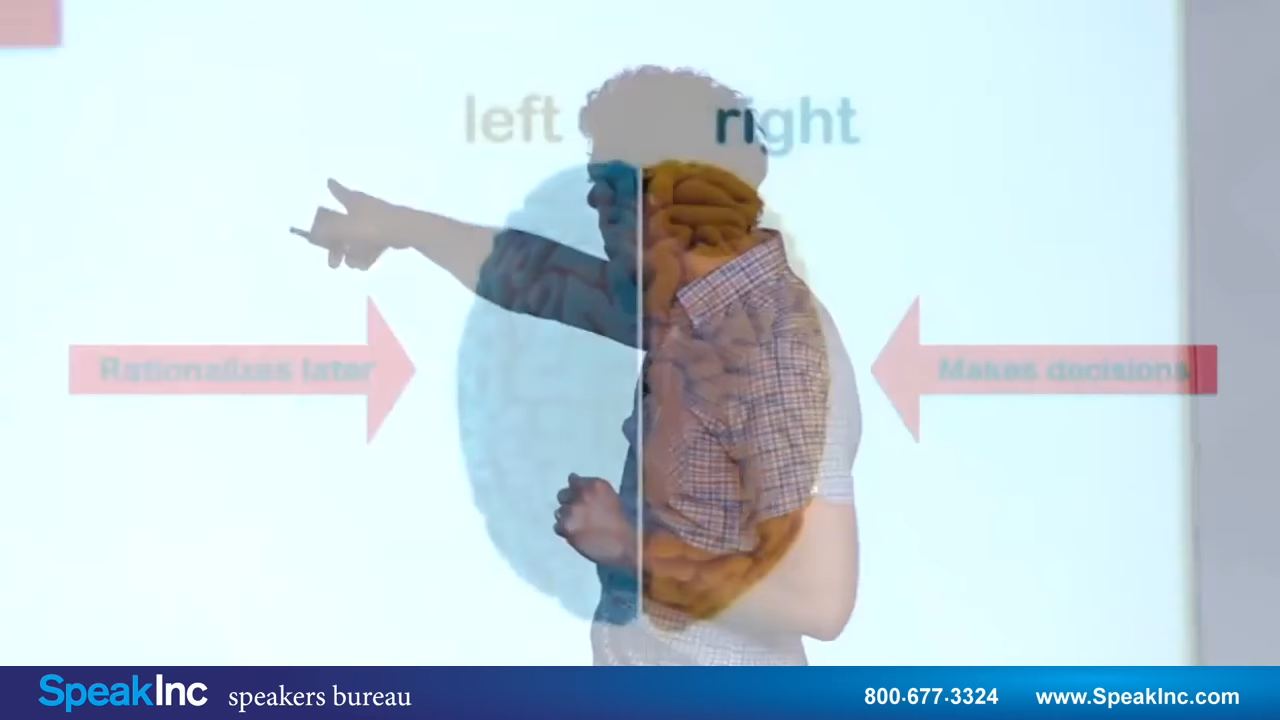 left right
Rationalizes later
Makes decisions
SpeakInc speakers bureau 800-677-3324 www.SpeakInc.com